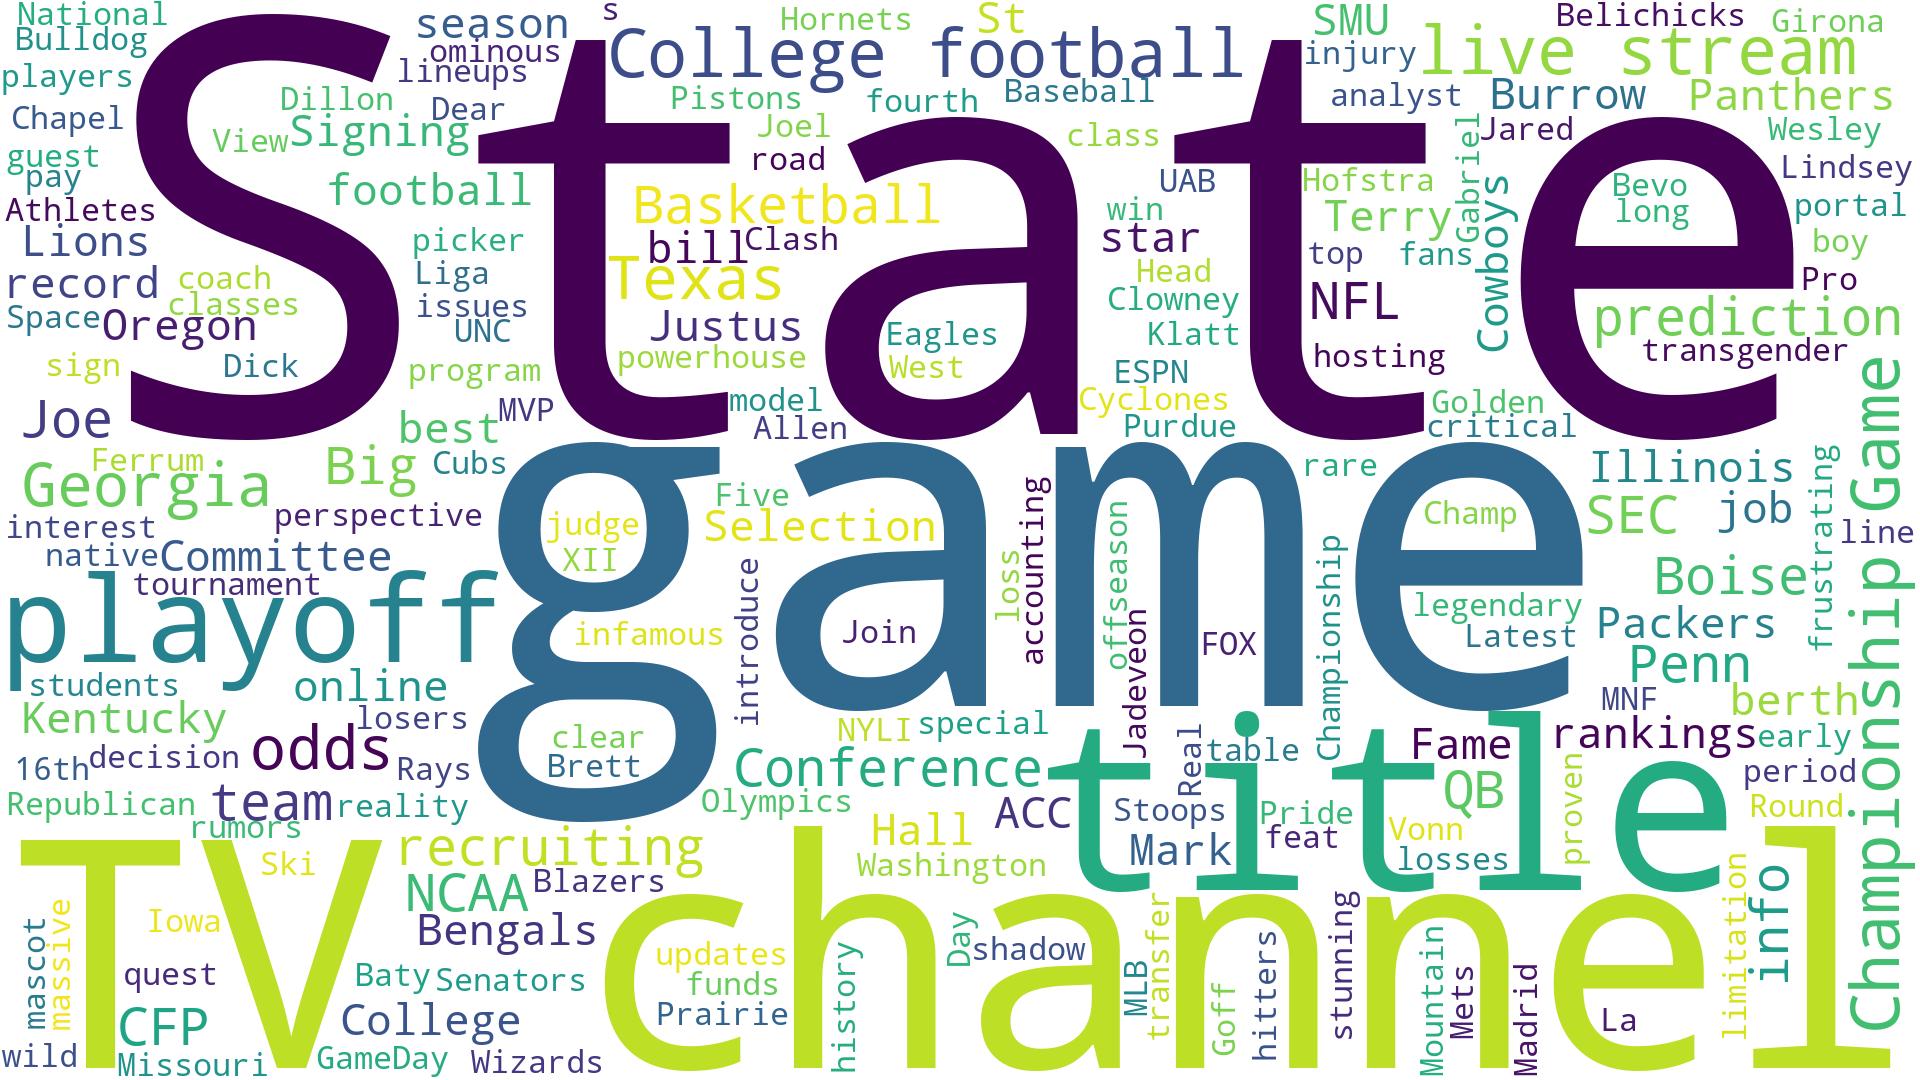 National
Bulldog
players
Chapel
guest
pay
Athletes
Lions
record
Space
Oregon
sign
Dick
Joe
State
season
ominous
lineups
Dear
Dillon
View
Signing
football
picker
Liga
issues
UNC
coach
classes
program
MVP
best
s
College football
Hornets
St
Pistons
fourth
Baseball
Joel
road
class
Basketball
bill
Clash
Texas
Justus
powerhouse
Eagles
West
model
Allen
UAB
win
star
Head
Clowney
Klatt
ESPN
Cyclones
Purdue
SMU
injury
analyst
live stream
Belichicks
Girona
Burrow
Panthers
Jared
Wesley
Gabriel
Lindsey
Hofstra
Terry
Cowboys
Bevo
long
portal
top
fans
boy
Pro
NFL
prediction
hosting
transgender
Golden
critical
Ferrum
Georgia
Big
Cubs
interest
perspective
native
Committee
tournament
playoff
game
students
online
Kentucky
losers
decision
odds
16th
Rays
Republican
team
reality
rumors
Five
judge
Selection
XII
infamous
introduce
Join
loss
accounting
offseason
Jadeveon
FOX
Championship
rare
Champ
legendary
Latest
Illinois
SEC
job
frustrating
line
Boise
Packers
Penn
MNF
berth
Championship Game
clear
Brett
NYLI
special
Conference
Olympics
ACC
Real
table
title
Stoops
Pride
Mark
feat
Fame
rankings
early
QB
period
Vonn
losses
proven
Round
TV channel
Ski
recruiting
Hall
Washington
NCAA
Blazers
Bengals
Iowa
mascot
massive
quest
Baty
Senators
updates
funds
Prairie
history
Day
shadow
MLB
transfer
Goff
hitters
stunning
Mountain
Mets
Madrid
La
limitation
info
CFP
College
wild
Missouri
GameDay
Wizards